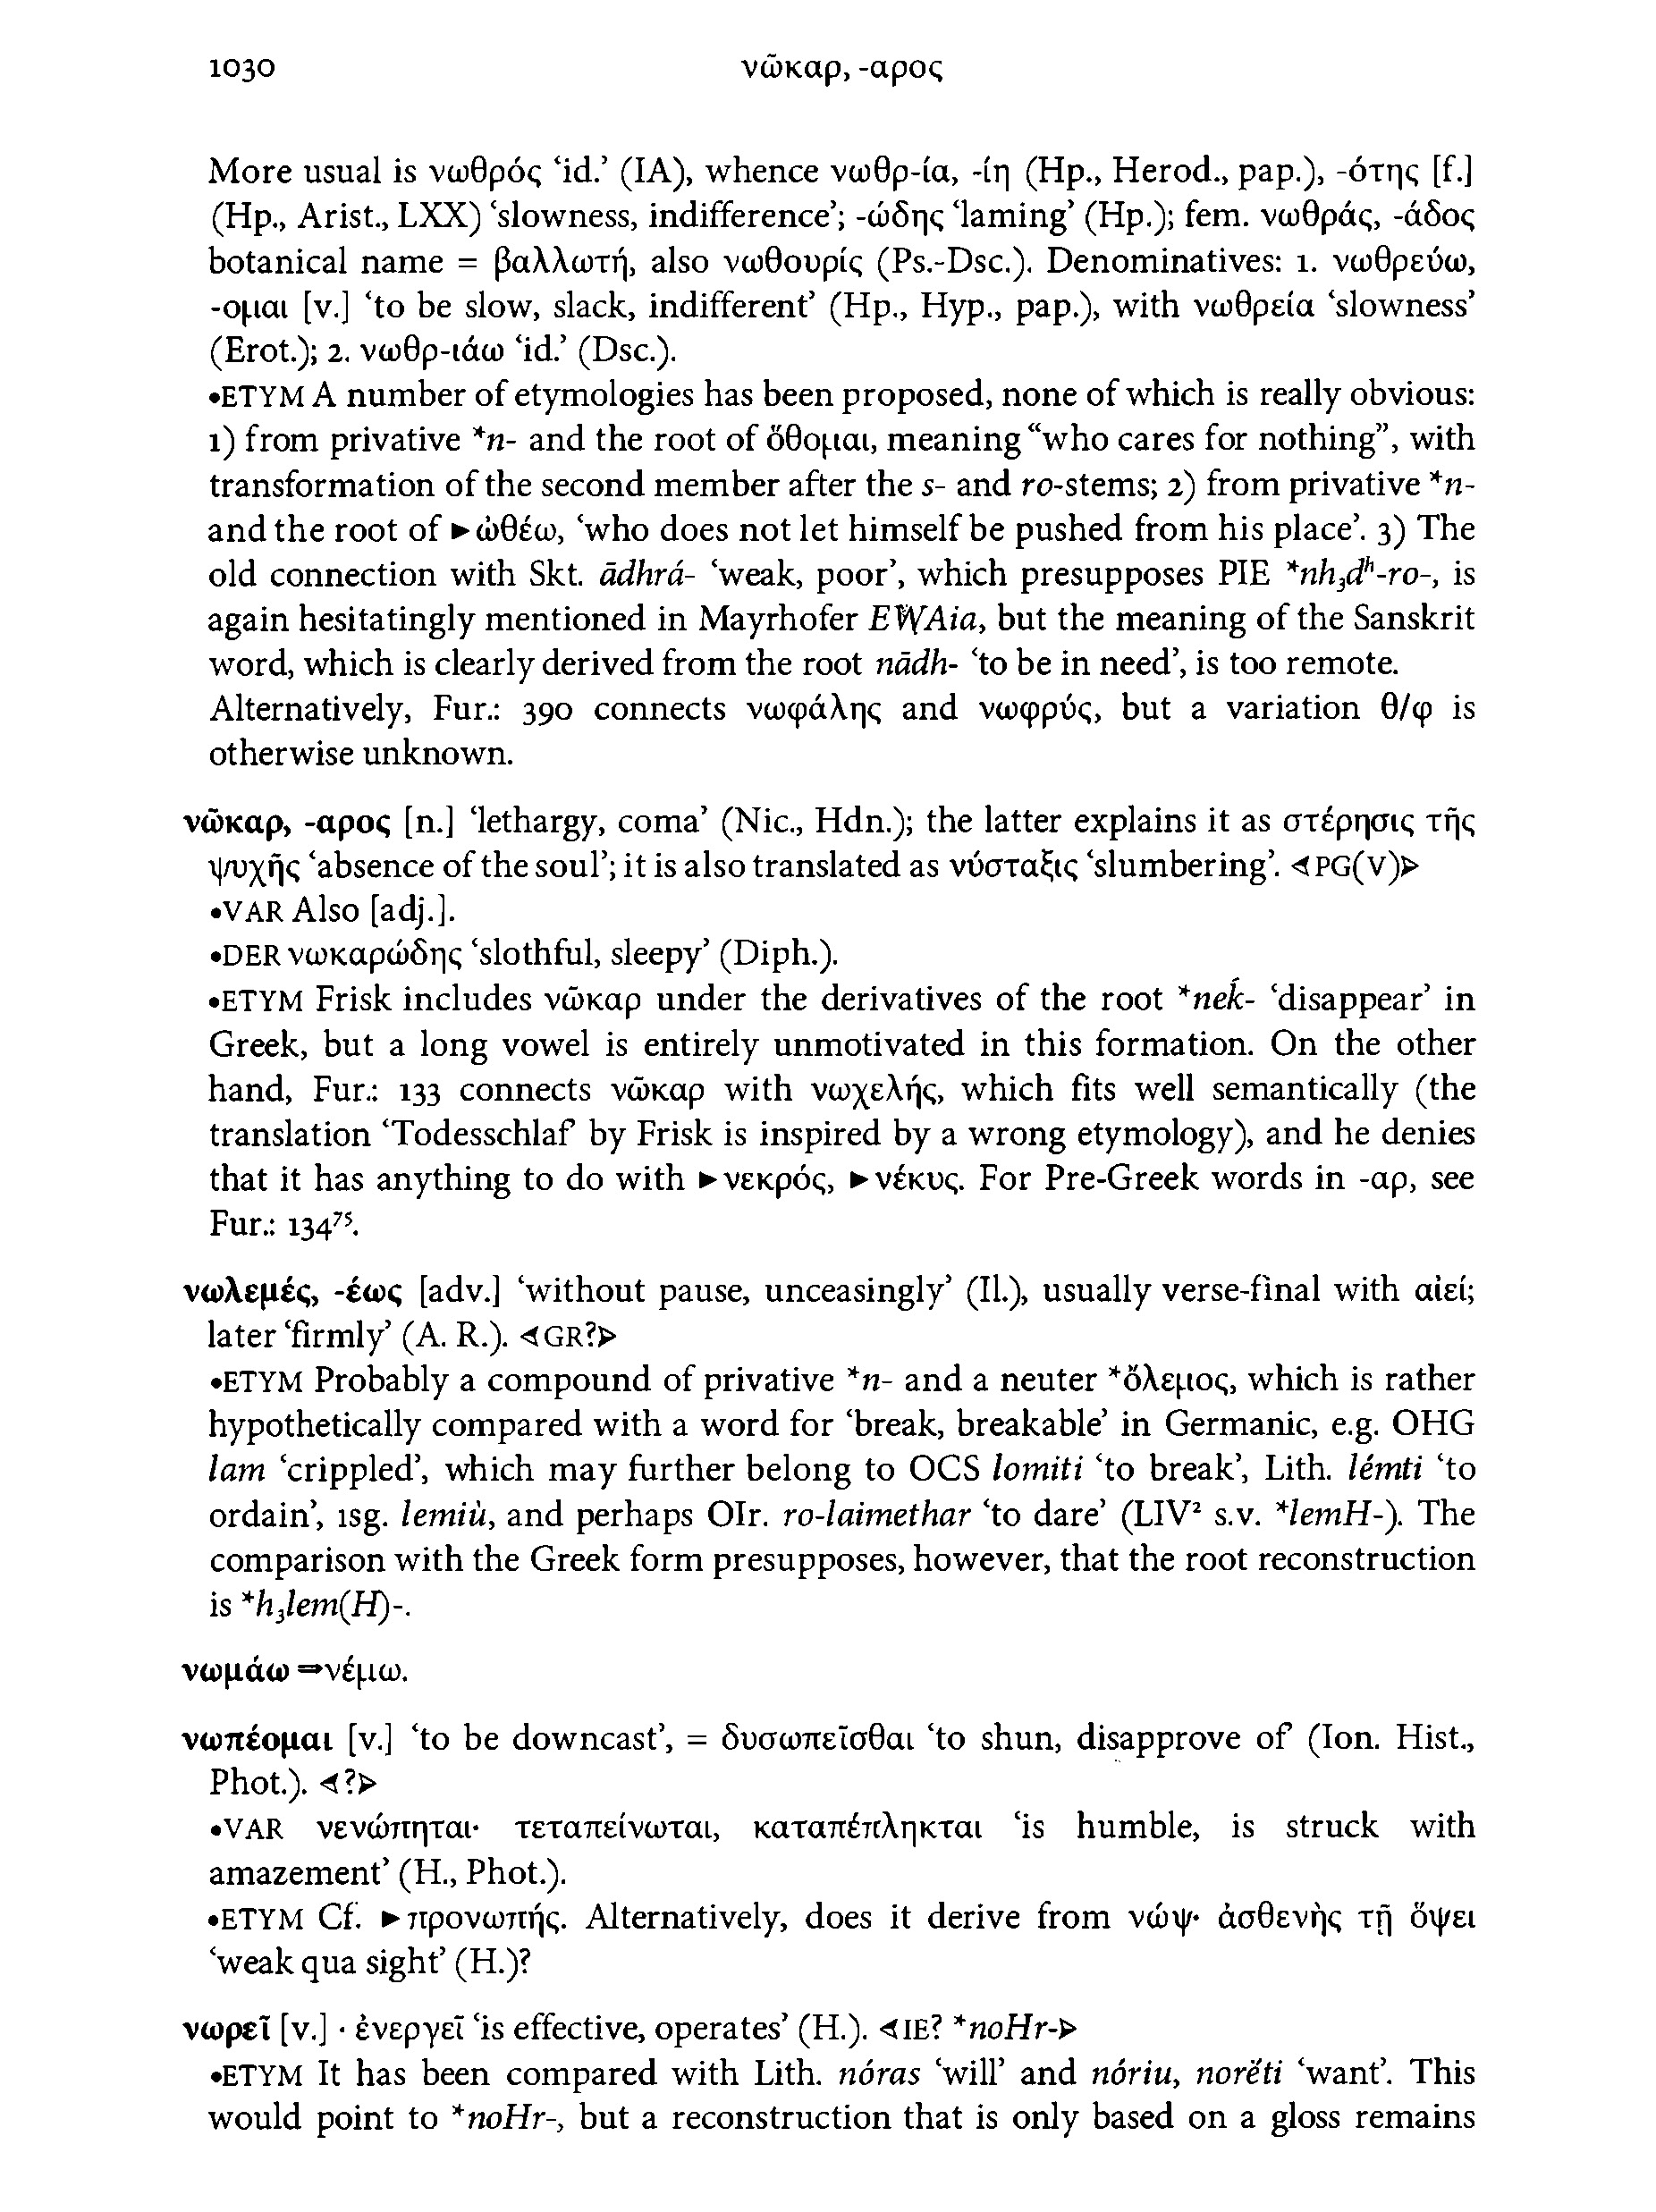 1030
νῶκαρ, -αρος
More usual is νωθρός ‘id.’ (IA), whence νωθρ-ία, -ίη (Hp., Herod., pap.), -ότης [f.]
(Hp., Arist., LXX) ‘slowness, indifference’; -ώδης ‘laming’ (Hp.); fem. νωθράς, -άδος
botanical name = βαλλωτή, also νωθουρίς (Ps.-Dsc.). Denominatives: 1. νωθρεύω,
-ομαι [v.] ‘to be slow, slack, indifferent’ (Hp., Hyp., pap.), with νωθρεία ‘slowness’
(Erot.); 2. νωθρ-ιάω ‘id.’ (Dsc.).
•ETYM A number of etymologies has been proposed, none of which is really obvious:
1) from privative *n- and the root of ὄθομαι, meaning “who cares for nothing”, with
transformation of the second member after the s- and ro-stems; 2) from privative *n-
and the root of ►ὠθέω, ‘who does not let himself be pushed from his place’. 3) The
old connection with Skt. ādhrá- ‘weak, poor’, which presupposes PIE *nh₃dʰ-ro-, is
again hesitatingly mentioned in Mayrhofer EWAia, but the meaning of the Sanskrit
word, which is clearly derived from the root nādh- ‘to be in need’, is too remote.
Alternatively, Fur.: 390 connects νωφάλης and νωφρύς, but a variation θ/φ is
otherwise unknown.
νῶκαρ, -αρος [n.] ‘lethargy, coma’ (Nic., Hdn.); the latter explains it as στέρησις τῆς
ψυχῆς ‘absence of the soul’; it is also translated as νύσταξις ‘slumbering’. ⊲PG(V)⊳
•VAR Also [adj.].
•DER νωκαρώδης ‘slothful, sleepy’ (Diph.).
•ETYM Frisk includes νῶκαρ under the derivatives of the root *neḱ- ‘disappear’ in
Greek, but a long vowel is entirely unmotivated in this formation. On the other
hand, Fur.: 133 connects νῶκαρ with νωχελής, which fits well semantically (the
translation ‘Todesschlaf’ by Frisk is inspired by a wrong etymology), and he denies
that it has anything to do with ►νεκρός, ►νέκυς. For Pre-Greek words in -αρ, see
Fur.: 134⁷⁵.
νωλεμές, -έως [adv.] ‘without pause, unceasingly’ (Il.), usually verse-final with αἰεί;
later ‘firmly’ (A. R.). ⊲GR?⊳
•ETYM Probably a compound of privative *n- and a neuter *ὄλεμος, which is rather
hypothetically compared with a word for ‘break, breakable’ in Germanic, e.g. OHG
lam ‘crippled’, which may further belong to OCS lomiti ‘to break’, Lith. lémti ‘to
ordain’, 1sg. lemiù, and perhaps OIr. ro-laimethar ‘to dare’ (LIV² s.v. *lemH-). The
comparison with the Greek form presupposes, however, that the root reconstruction
is *h₃lem(H)-.
νωμάω ⇒νέμω.
νωπέομαι [v.] ‘to be downcast’, = δυσωπεῖσθαι ‘to shun, disapprove of’ (Ion. Hist.,
Phot.). ⊲?⊳
•VAR νενώπηται· τεταπείνωται, καταπέπληκται ‘is humble, is struck with
amazement’ (H., Phot.).
•ETYM Cf. ►προνωπής. Alternatively, does it derive from νώψ· ἀσθενὴς τῇ ὄψει
‘weak qua sight’ (H.)?
νωρεῖ [v.] · ἐνεργεῖ ‘is effective, operates’ (H.). ⊲IE? *noHr-⊳
•ETYM It has been compared with Lith. nóras ‘will’ and nóriu, norė́ti ‘want’. This
would point to *noHr-, but a reconstruction that is only based on a gloss remains